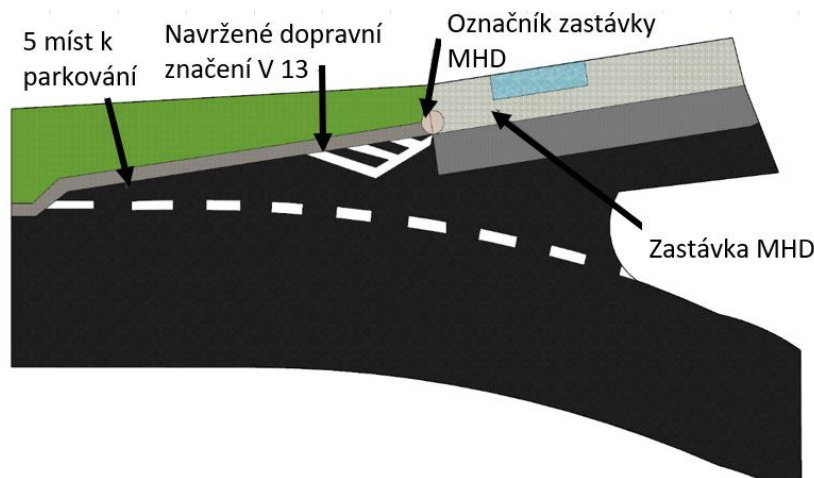 5 míst k
parkování
Navržené dopravní
značení V 13
Označník zastávky
MHD
Zastávka MHD